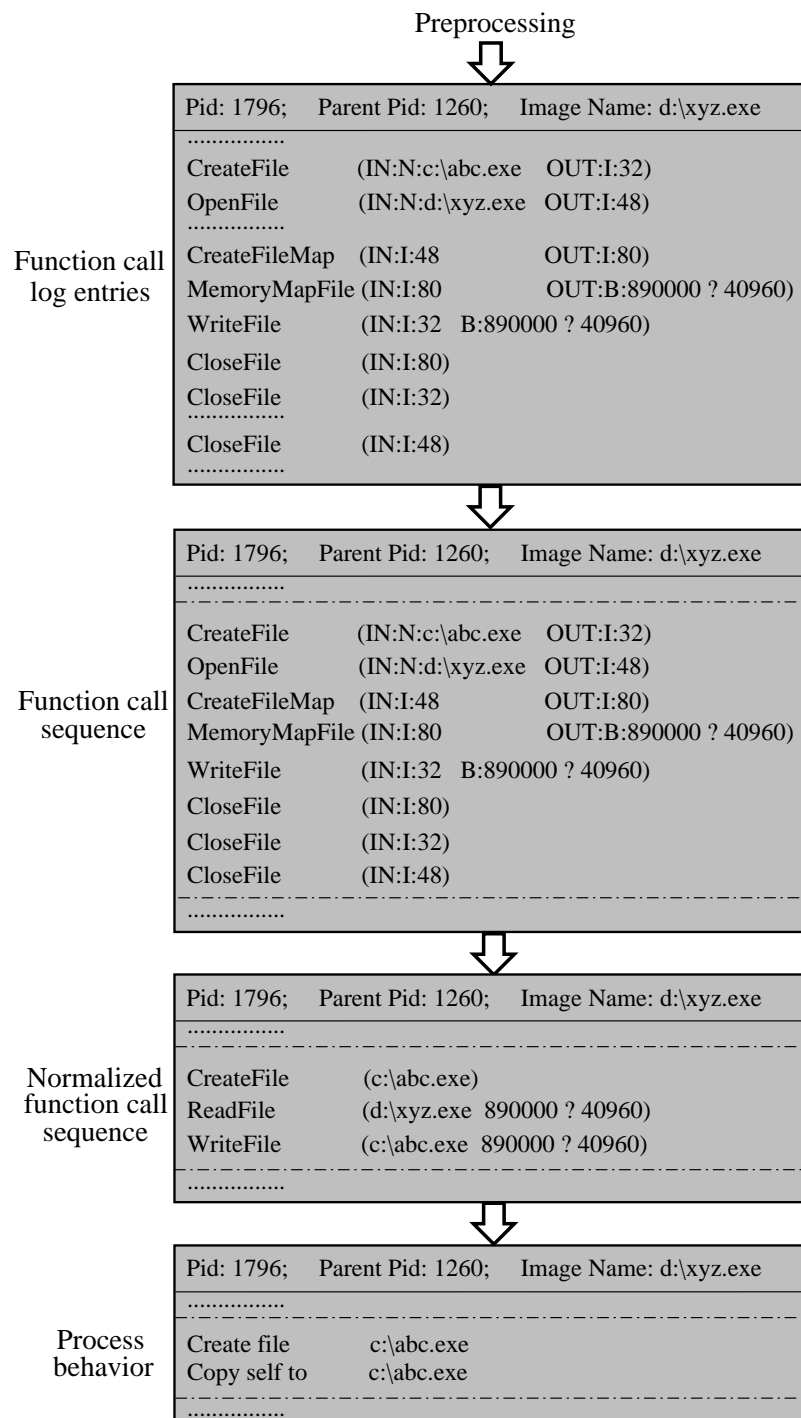 Preprocessing
Pid: 1796; Parent Pid: 1260; Image Name: d:\xyz.exe
................
CreateFile (IN:N:c:\abc.exe OUT:I:32)
OpenFile (IN:N:d:\xyz.exe OUT:I:48)
................
Function call
log entries
CreateFileMap (IN:I:48 OUT:I:80)
MemoryMapFile (IN:I:80 OUT:B:890000 ? 40960)
WriteFile (IN:I:32 B:890000 ? 40960)
CloseFile (IN:I:80)
CloseFile (IN:I:32)
................
CloseFile (IN:I:48)
................
Pid: 1796; Parent Pid: 1260; Image Name: d:\xyz.exe
................
Function call
sequence
CreateFile (IN:N:c:\abc.exe OUT:I:32)
OpenFile (IN:N:d:\xyz.exe OUT:I:48)
CreateFileMap (IN:I:48 OUT:I:80)
MemoryMapFile (IN:I:80 OUT:B:890000 ? 40960)
WriteFile (IN:I:32 B:890000 ? 40960)
CloseFile (IN:I:80)
CloseFile (IN:I:32)
CloseFile (IN:I:48)
................
Pid: 1796; Parent Pid: 1260; Image Name: d:\xyz.exe
................
Normalized
function call
sequence
CreateFile (c:\abc.exe)
ReadFile (d:\xyz.exe 890000 ? 40960)
WriteFile (c:\abc.exe 890000 ? 40960)
................
Pid: 1796; Parent Pid: 1260; Image Name: d:\xyz.exe
................
Process
behavior
Create file c:\abc.exe
Copy self to c:\abc.exe
................